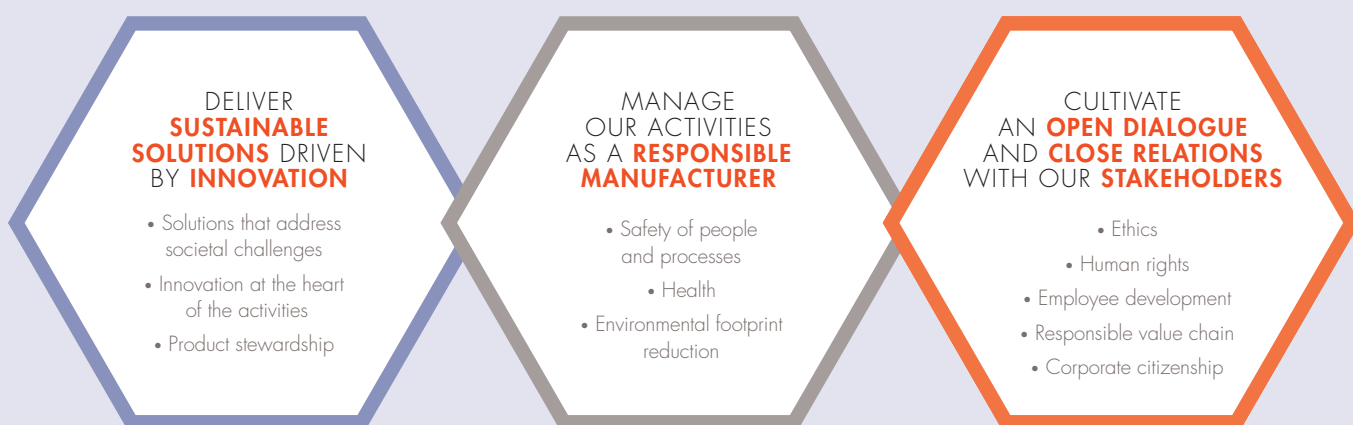 DELIVER
SUSTAINABLE
SOLUTIONS DRIVEN
BY INNOVATION
• Solutions that address
societal challenges
• Innovation at the heart
of the activities
• Product stewardship
MANAGE
OUR ACTIVITIES
AS A RESPONSIBLE
MANUFACTURER
• Safety of people
and processes
• Health
• Environmental footprint
reduction
CULTIVATE
AN OPEN DIALOGUE
AND CLOSE RELATIONS
WITH OUR STAKEHOLDERS
• Ethics
• Human rights
• Employee development
• Responsible value chain
• Corporate citizenship